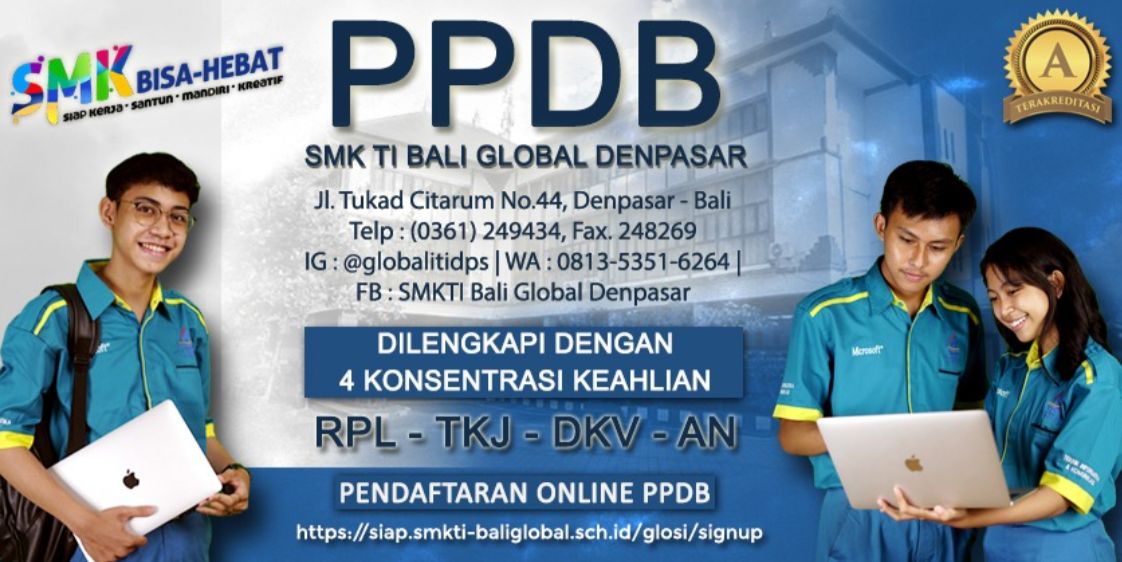 SMK BISA-HEBAT
SIAP KERJA • SANTUN • MANDIRI • KREATIF
PPDB
A
TERAKREDITASI
SMK TI BALI GLOBAL DENPASAR
Jl. Tukad Citarum No.44, Denpasar - Bali
Telp : (0361) 249434, Fax. 248269
IG : @globalitidps | WA : 0813-5351-6264 |
FB : SMKTI Bali Global Denpasar
DILENGKAPI DENGAN
4 KONSENTRASI KEAHLIAN
RPL - TKJ - DKV - AN
PENDAFTARAN ONLINE PPDB
https://siap.smkti-baliglobal.sch.id/glosi/signup
Microsoft
Microsoft